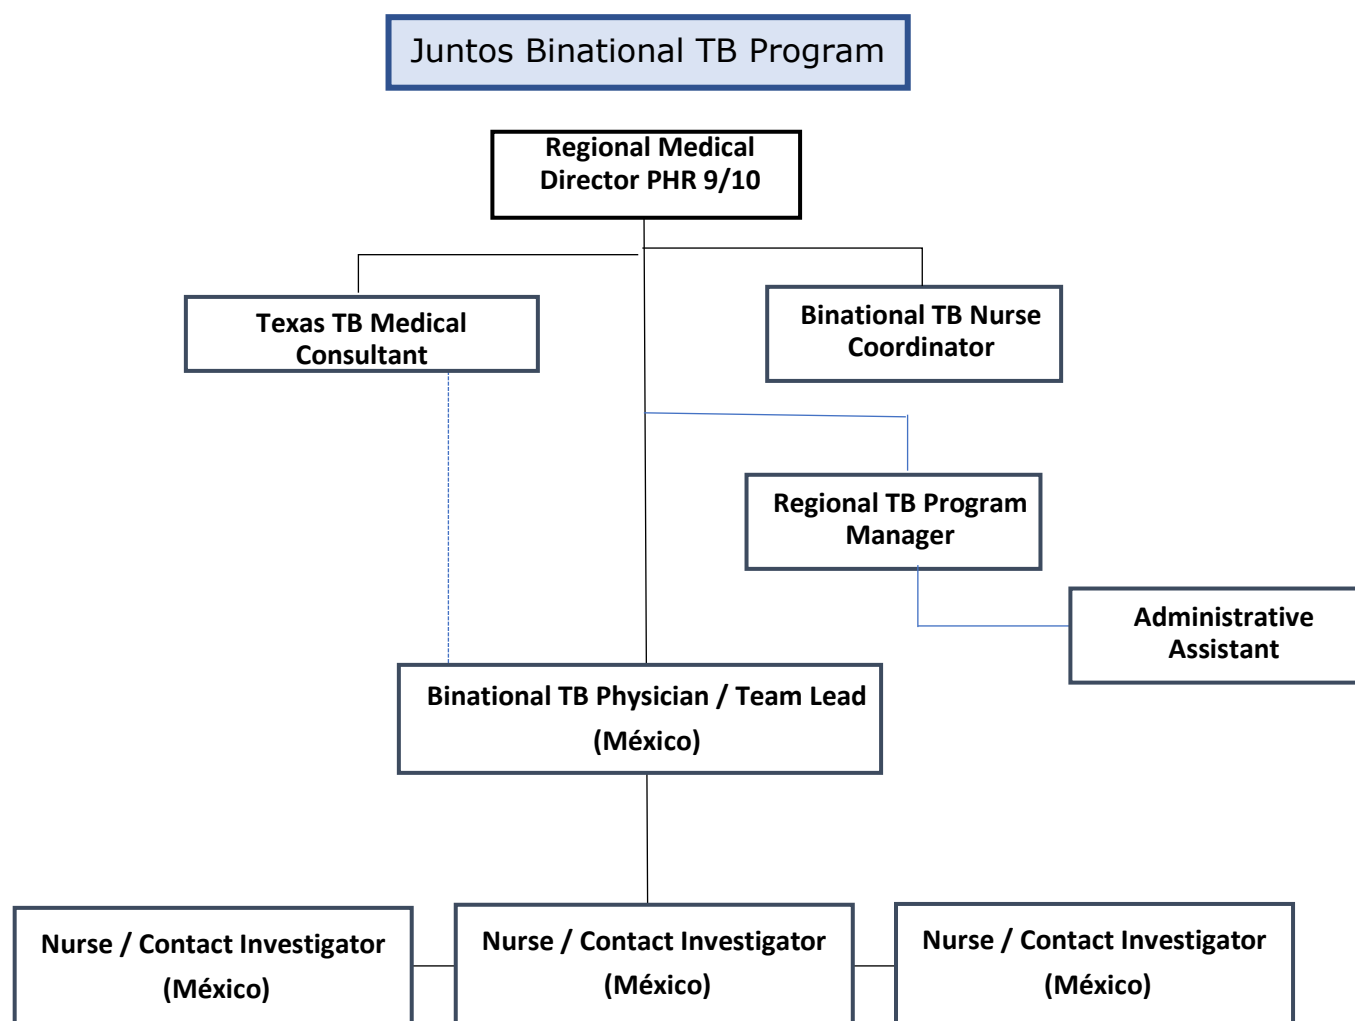 Juntos Binational TB Program
Regional Medical
Director PHR 9/10
Texas TB Medical
Consultant
Binational TB Nurse
Coordinator
Regional TB Program
Manager
Administrative
Assistant
Binational TB Physician / Team Lead
(México)
Nurse / Contact Investigator
(México)
Nurse / Contact Investigator
(México)
Nurse / Contact Investigator
(México)